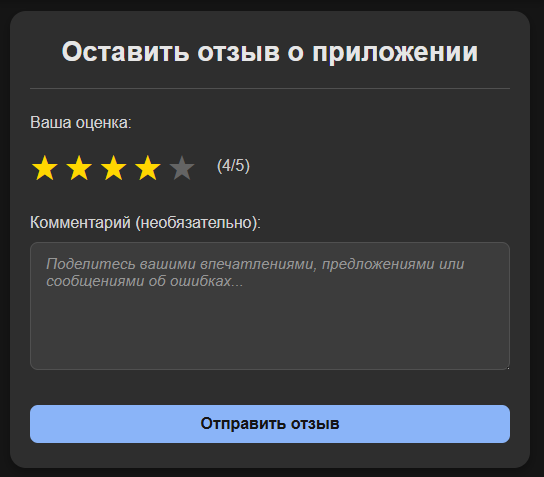 Оставить отзыв о приложении
Ваша оценка:
(4/5)
Комментарий (необязательно):
Поделитесь вашими впечатлениями, предложениями или
сообщениями об ошибках...
Отправить отзыв